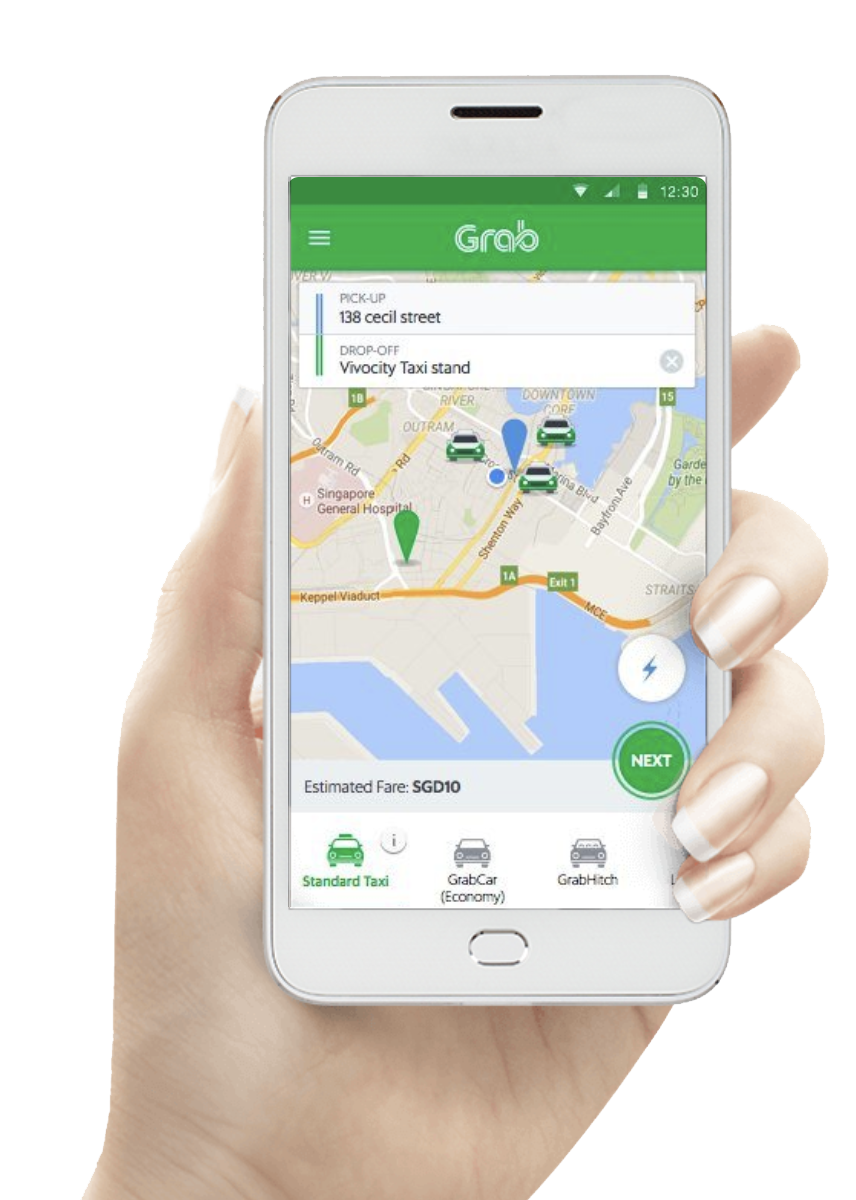 12:30
Grab
PICK-UP
138 cecil street
DROP-OFF
Vivocity Taxi stand
1B
RIVER
DOWNTOWN
CORE
15
OUTRAM
Outram Rd
Rd
Marina Blvd
Bayfront Ave
Garde
by the
H
Singapore
General Hospital
Shenton Way
1A
Exit 1
Keppel Viaduct
MCE
STRAITS
NEXT
Estimated Fare: SGD10
i
Standard Taxi
GrabCar
(Economy)
GrabHitch